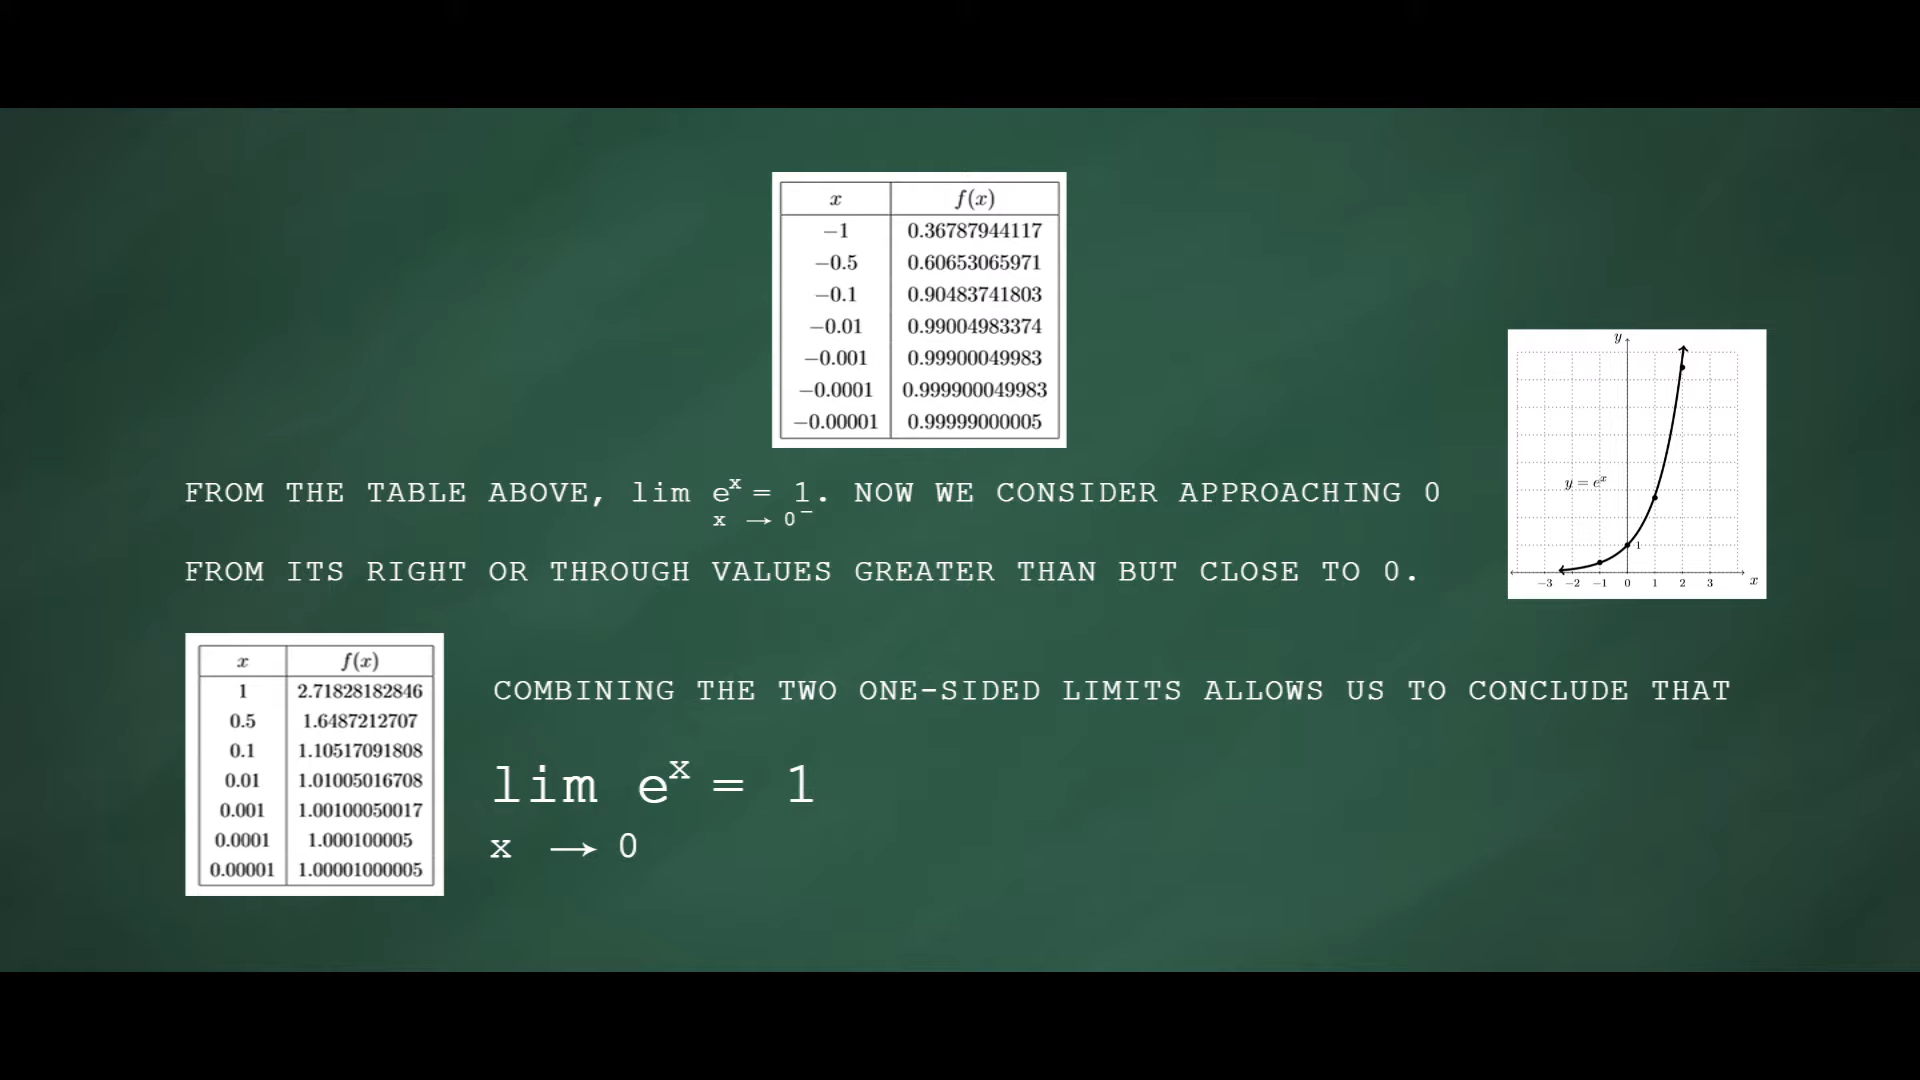 x f(x)
−1 0.36787944117
−0.5 0.60653065971
−0.1 0.90483741803
−0.01 0.99004983374
−0.001 0.99900049983
−0.0001 0.999900049983
−0.00001 0.99999000005
FROM THE TABLE ABOVE, lim eˣ = 1. NOW WE CONSIDER APPROACHING 0
x → 0⁻
FROM ITS RIGHT OR THROUGH VALUES GREATER THAN BUT CLOSE TO 0.
y
y = eˣ
1
−3 −2 −1 0 1 2 3 x
x f(x)
1 2.71828182846
0.5 1.6487212707
0.1 1.10517091808
0.01 1.01005016708
0.001 1.00100050017
0.0001 1.000100005
0.00001 1.00001000005
COMBINING THE TWO ONE-SIDED LIMITS ALLOWS US TO CONCLUDE THAT
lim eˣ = 1
x → 0